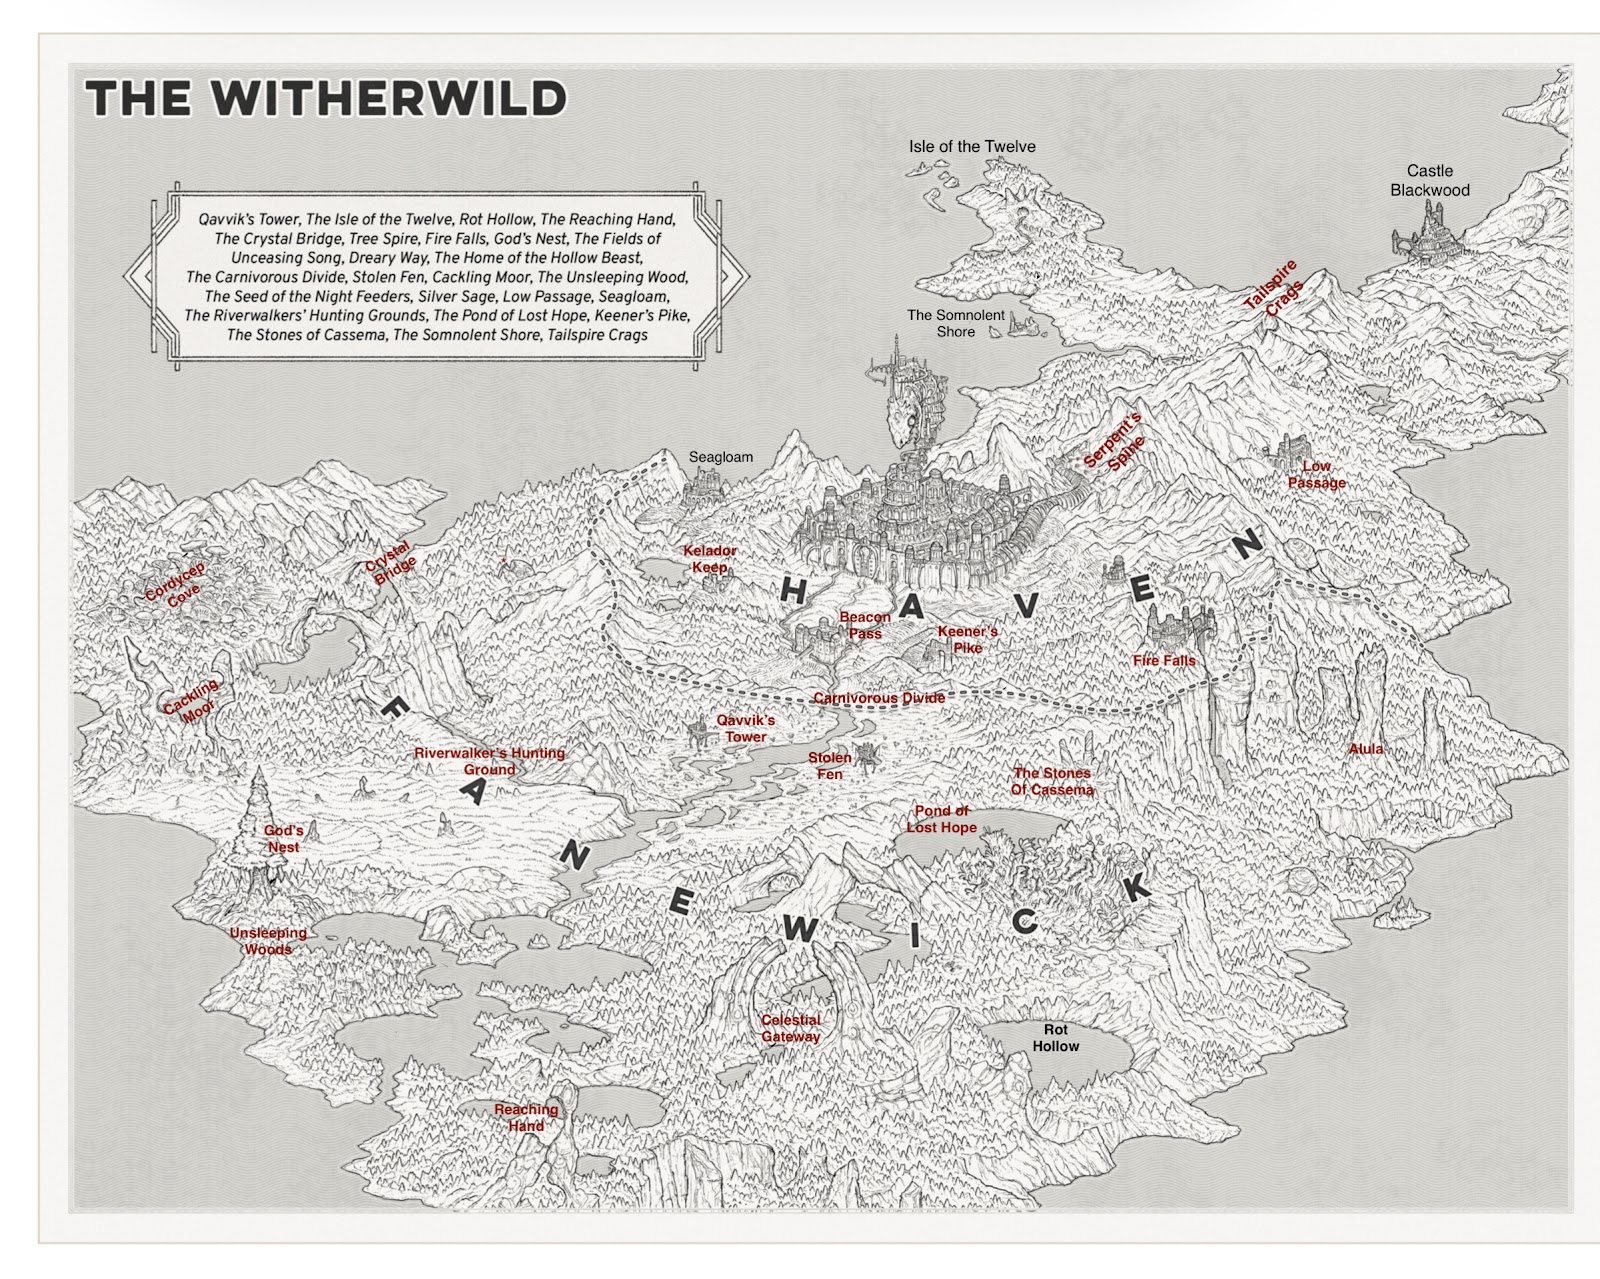 THE WITHERWILD
Qavvik's Tower, The Isle of the Twelve, Rot Hollow, The Reaching Hand,
The Crystal Bridge, Tree Spire, Fire Falls, God's Nest, The Fields of
Unceasing Song, Dreary Way, The Home of the Hollow Beast,
The Carnivorous Divide, Stolen Fen, Cackling Moor, The Unsleeping Wood,
The Seed of the Night Feeders, Silver Sage, Low Passage, Seagloam,
The Riverwalkers' Hunting Grounds, The Pond of Lost Hope, Keener's Pike,
The Stones of Cassema, The Somnolent Shore, Tailspire Crags
Isle of the Twelve
Castle
Blackwood
Tailspire
Crags
The Somnolent
Shore
Serpent's
Spine
Seagloam
Low
Passage
Crystal
Bridge
Cordycep
Cove
Kelador
Keep
HAVEN
Beacon
Pass
Keener's
Pike
Fire Falls
Cackling
Moor
Carnivorous Divide
Qavvik's
Tower
Stolen
Fen
Riverwalker's Hunting
Ground
Alula
The Stones
Of Cassema
Pond of
Lost Hope
God's
Nest
FANEWICK
Unsleeping
Woods
Celestial
Gateway
Rot
Hollow
Reaching
Hand